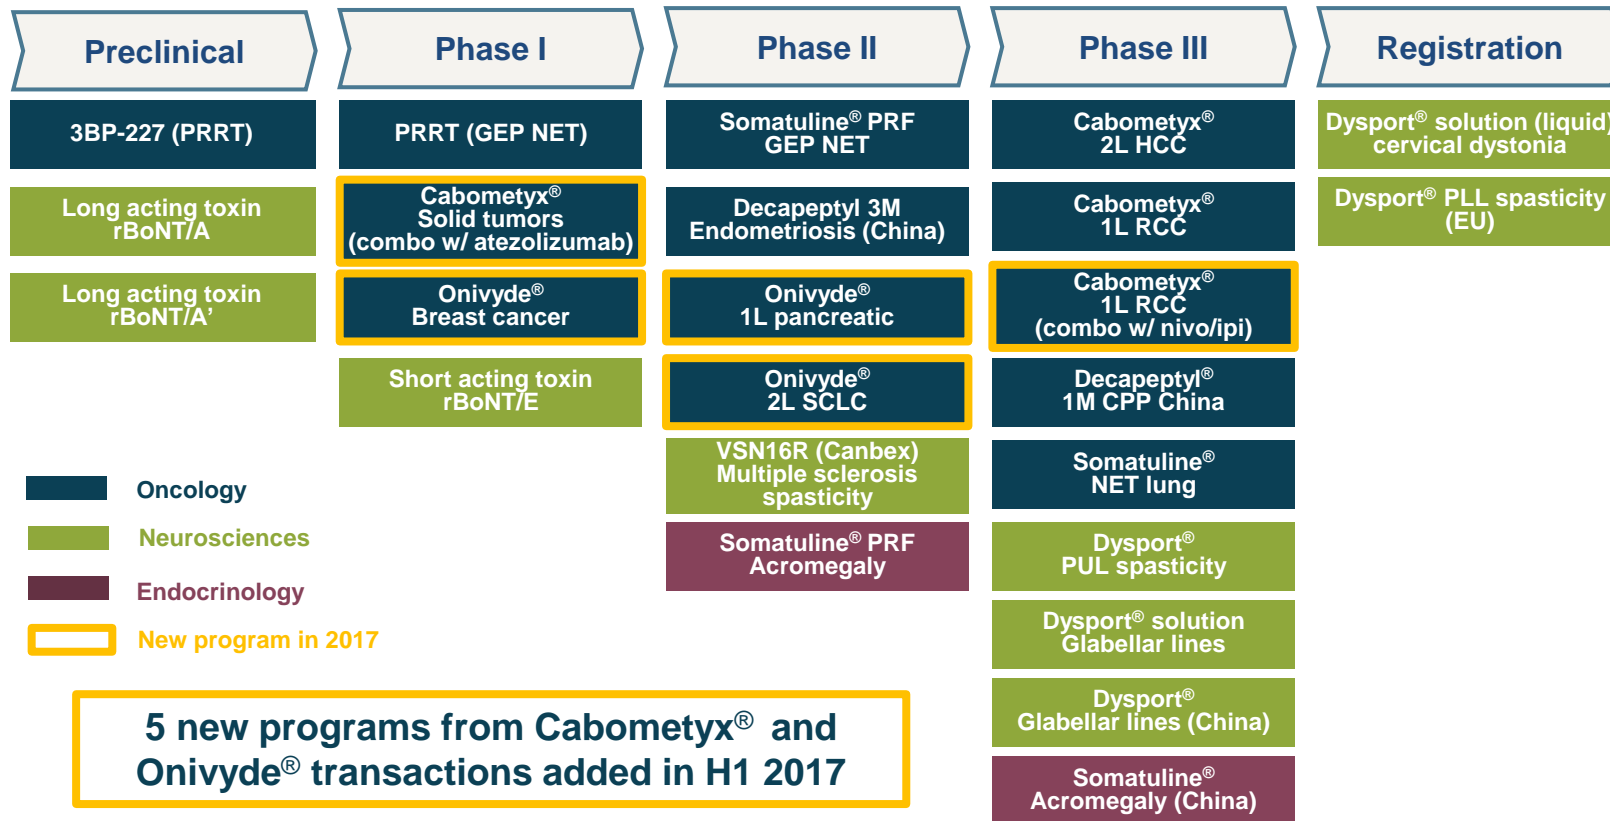 Preclinical
Phase I
Phase II
Phase III
Registration
3BP-227 (PRRT)
Long acting toxin
rBoNT/A
Long acting toxin
rBoNT/A’
PRRT (GEP NET)
Cabometyx®
Solid tumors
(combo w/ atezolizumab)
Onivyde®
Breast cancer
Short acting toxin
rBoNT/E
Somatuline® PRF
GEP NET
Decapeptyl 3M
Endometriosis (China)
Onivyde®
1L pancreatic
Onivyde®
2L SCLC
VSN16R (Canbex)
Multiple sclerosis
spasticity
Somatuline® PRF
Acromegaly
Cabometyx®
2L HCC
Cabometyx®
1L RCC
Cabometyx®
1L RCC
(combo w/ nivo/ipi)
Decapeptyl®
1M CPP China
Somatuline®
NET lung
Dysport®
PUL spasticity
Dysport® solution
Glabellar lines
Dysport®
Glabellar lines (China)
Somatuline®
Acromegaly (China)
Dysport® solution (liquid)
cervical dystonia
Dysport® PLL spasticity
(EU)
Oncology
Neurosciences
Endocrinology
New program in 2017
5 new programs from Cabometyx® and
Onivyde® transactions added in H1 2017